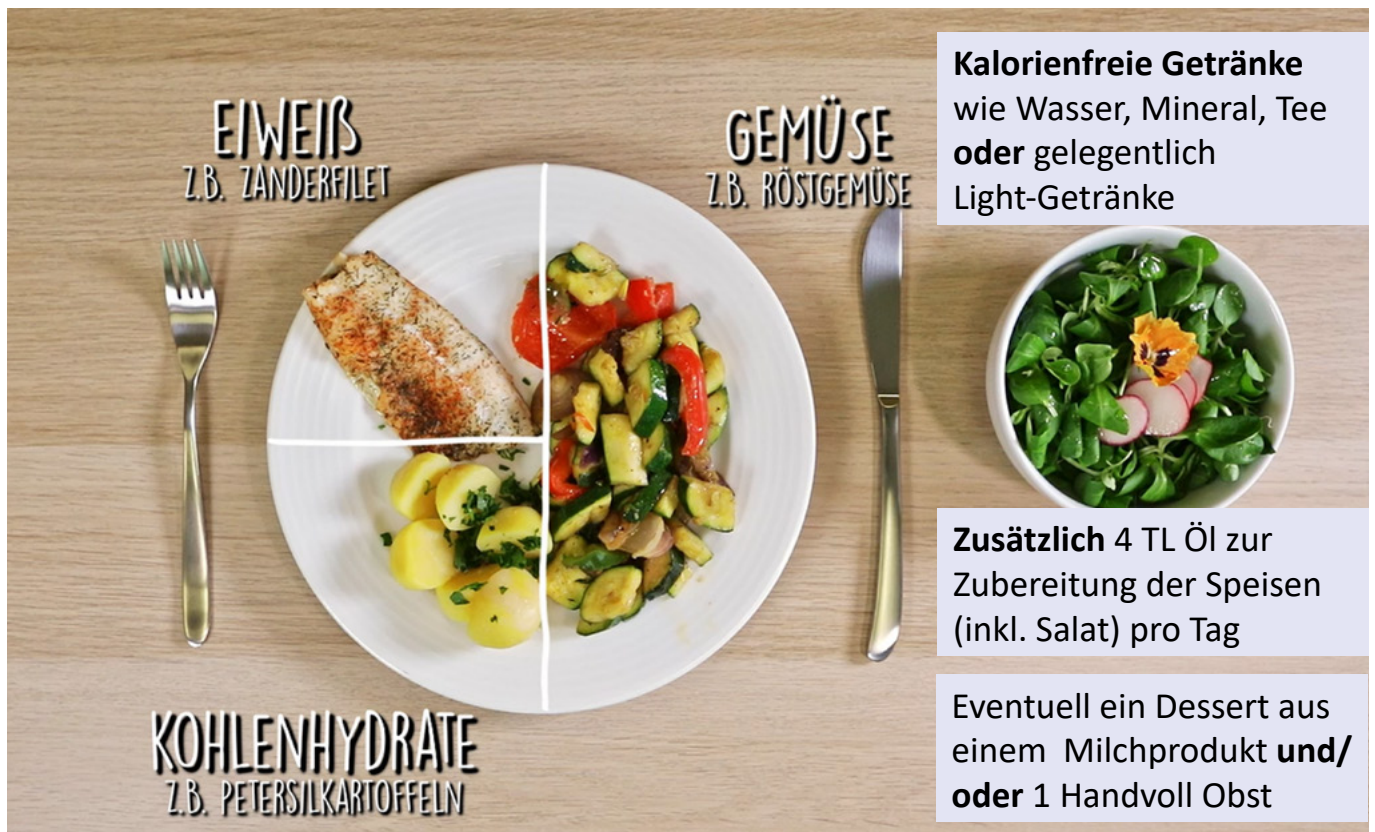 EIWEIß
Z.B. ZANDERFILET
GEMÜSE
Z.B. RÖSTGEMÜSE
Kalorienfreie Getränke
wie Wasser, Mineral, Tee
oder gelegentlich
Light-Getränke
Zusätzlich 4 TL Öl zur
Zubereitung der Speisen
(inkl. Salat) pro Tag
KOHLENHYDRATE
Z.B. PETERSILKARTOFFELN
Eventuell ein Dessert aus
einem Milchprodukt und/
oder 1 Handvoll Obst